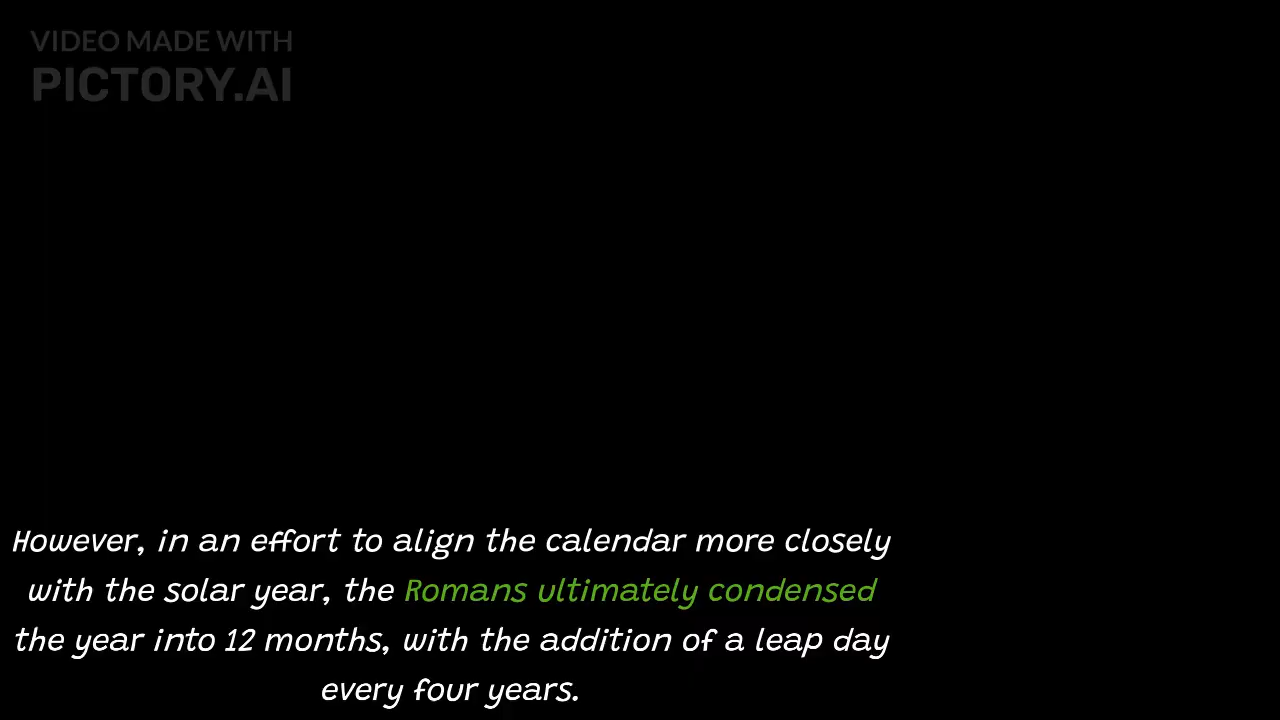 VIDEO MADE WITH
PICTORY.AI
However, in an effort to align the calendar more closely
with the solar year, the Romans ultimately condensed
the year into 12 months, with the addition of a leap day
every four years.